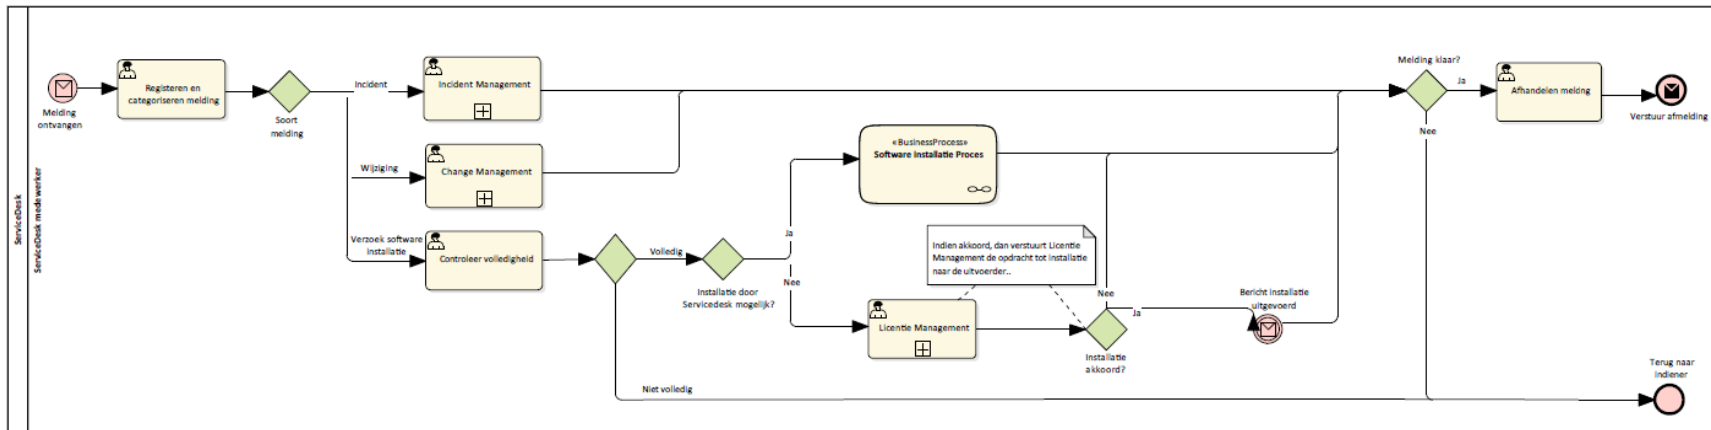 ServiceDesk
ServiceDesk medewerker
Melding
ontvangen
Registeren en
categoriseren melding
Soort
melding
Incident
Incident Management
Wijziging
Change Management
Verzoek software
installatie
Controleer volledigheid
Volledig
Niet volledig
Installatie door
Servicedesk mogelijk?
Ja
Nee
«BusinessProcess»
Software installatie Proces
Indien akkoord, dan verstuurt Licentie
Management de opdracht tot installatie
naar de uitvoerder..
Licentie Management
Installatie
akkoord?
Nee
Ja
Bericht installatie
uitgevoerd
Melding klaar?
Ja
Nee
Afhandelen meldng
Verstuur afmelding
Terug naar
indiener